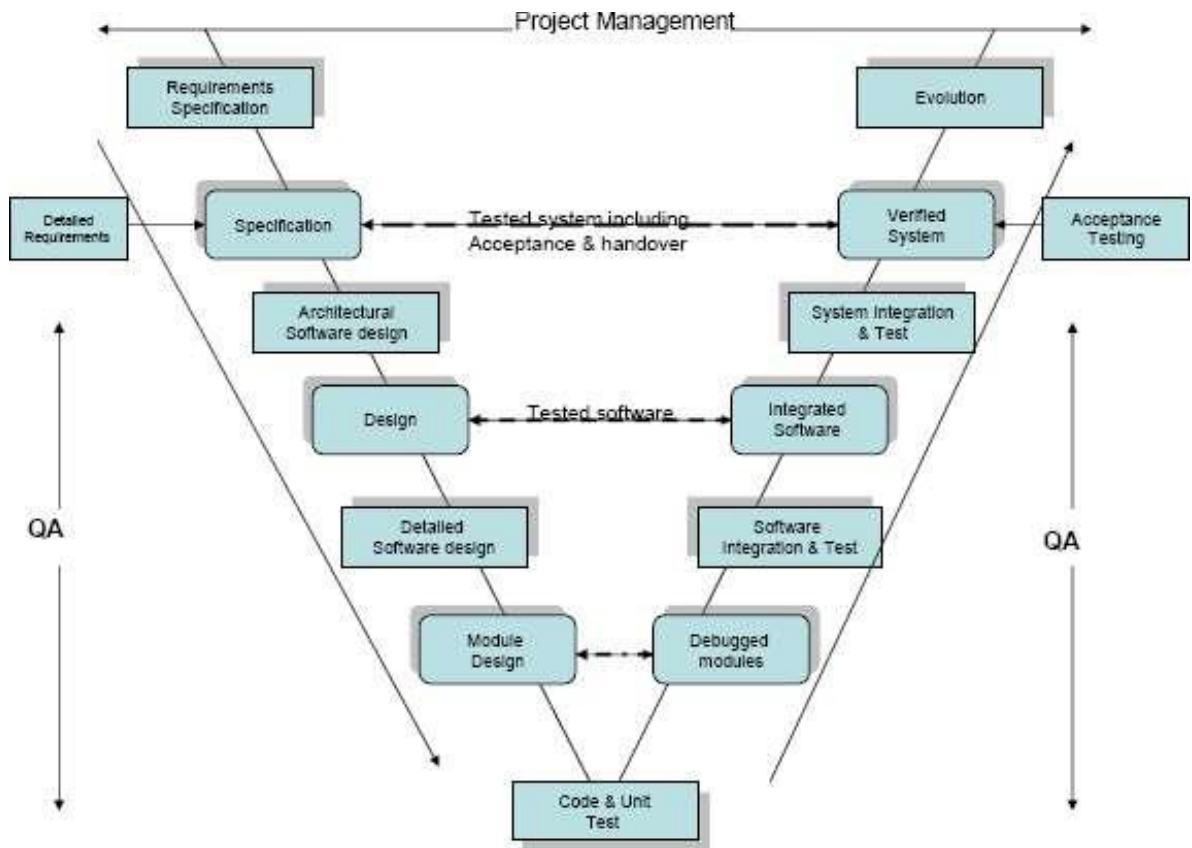 Project Management
Requirements
Specification
Evolution
Detailed
Requirements
Specification
Tested system including
Acceptance & handover
Verified
System
Acceptance
Testing
Architectural
Software design
System Integration
& Test
Design
Tested software
Integrated
Software
QA
Detailed
Software design
Software
Integration & Test
QA
Module
Design
Debugged
modules
Code & Unit
Test